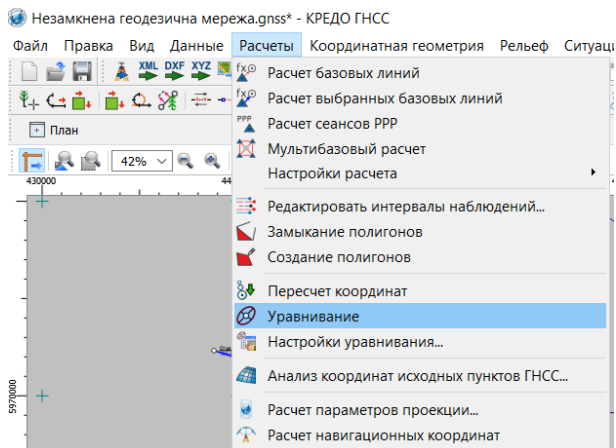 Незамкнена геодезична мережа.gnss* - КРЕДО ГНСС
Файл Правка Вид Данные Расчеты Координатная геометрия Рельеф Ситуац
XML DXF XYZ
План
42%
430000
5970000
Расчет базовых линий
Расчет выбранных базовых линий
PPP Расчет сеансов PPP
Мультибазовый расчет
Настройки расчета
Редактировать интервалы наблюдений...
Замыкание полигонов
Создание полигонов
Пересчет координат
Уравнивание
Настройки уравнивания...
Анализ координат исходных пунктов ГНСС...
Расчет параметров проекции...
Расчет навигационных координат